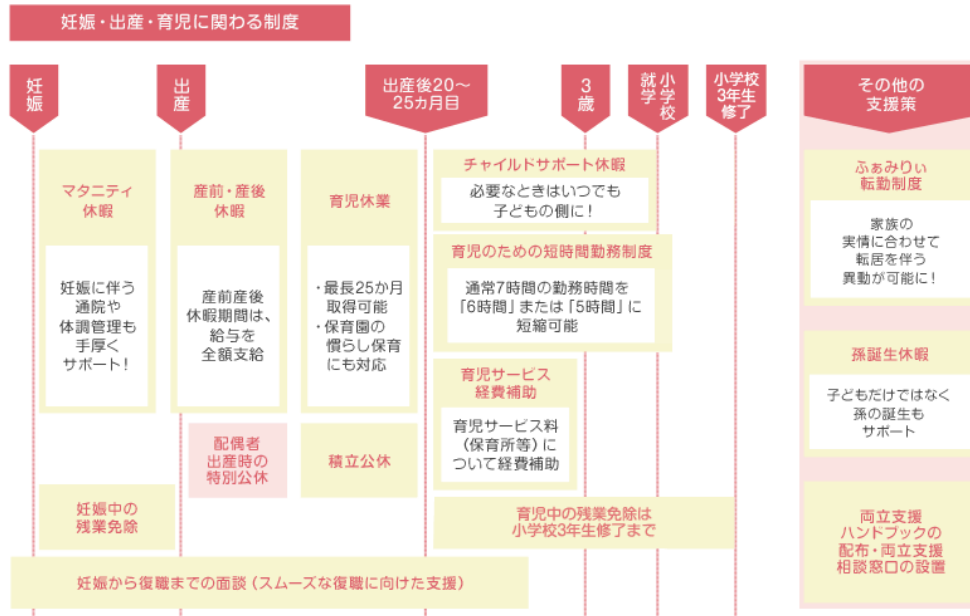 妊娠・出産・育児に関わる制度
妊娠
出産
出産後20〜
25ヵ月目
3歳
小学校
就学
小学校
3年生
修了
その他の
支援策
マタニティ
休暇
妊娠に伴う
通院や
体調管理も
手厚く
サポート!
産前・産後
休暇
産前産後
休暇期間は、
給与を
全額支給
育児休業
・最長25か月
取得可能
・保育園の
慣らし保育
にも対応
チャイルドサポート休暇
必要なときはいつでも
子どもの側に!
育児のための短時間勤務制度
通常7時間の勤務時間を
「6時間」または「5時間」に
短縮可能
育児サービス
経費補助
育児サービス料
(保育所等)に
ついて経費補助
配偶者
出産時の
特別公休
積立公休
妊娠中の
残業免除
育児中の残業免除は
小学校3年生修了まで
妊娠から復職までの面談(スムーズな復職に向けた支援)
ふぁみりぃ
転勤制度
家族の
実情に合わせて
転居を伴う
異動が可能に!
孫誕生休暇
子どもだけではなく
孫の誕生も
サポート
両立支援
ハンドブックの
配布・両立支援
相談窓口の設置